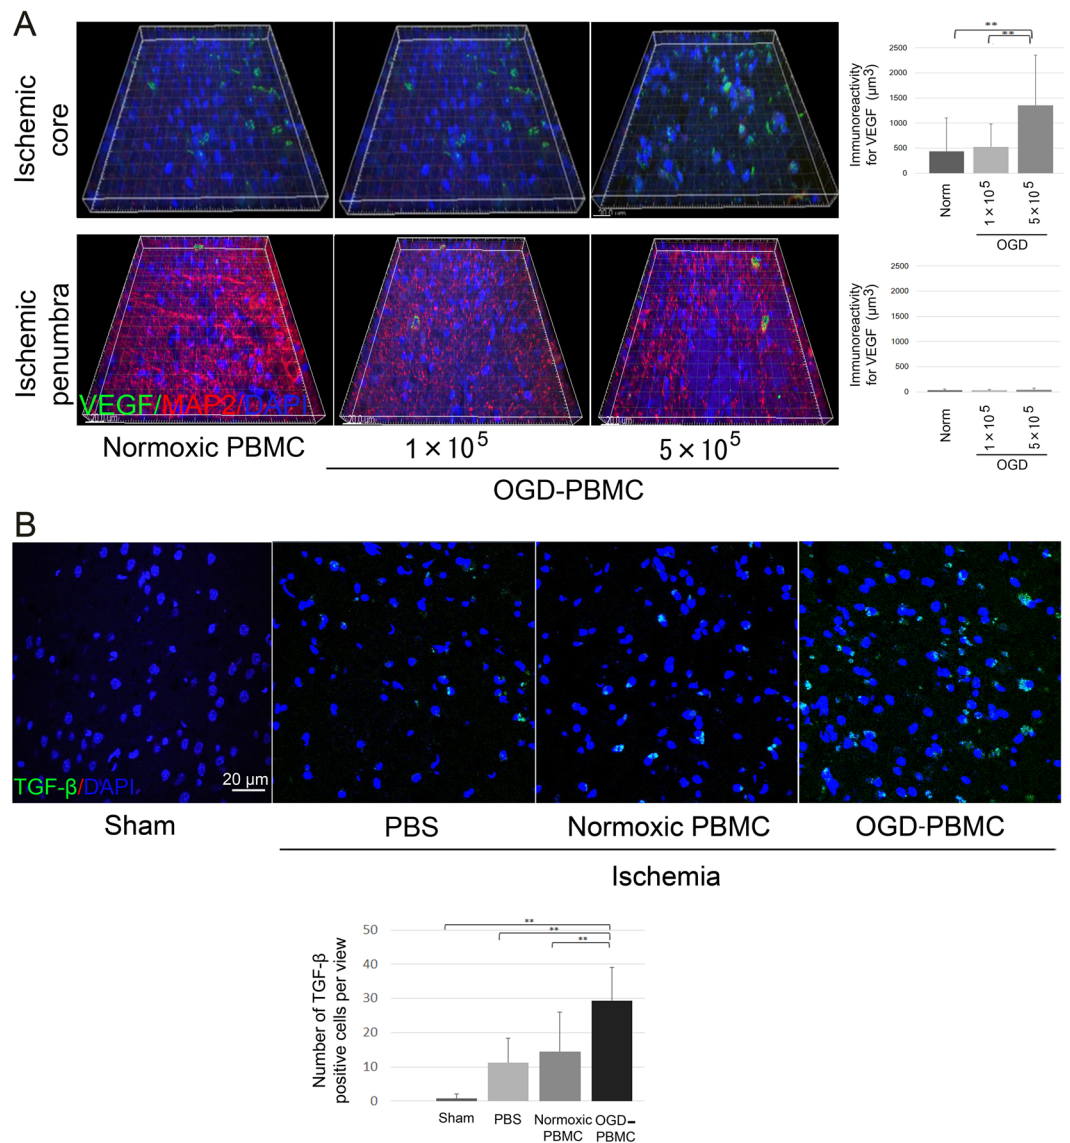 A
Ischemic
core
20.0 μm
**
**
Immunoreactivity
for VEGF (μm3)
2500
2000
1500
1000
500
0
Norm
1×10⁵
5×10⁵
OGD
Ischemic
penumbra
VEGF/MAP2/DAPI
Immunoreactivity
for VEGF (μm3)
2500
2000
1500
1000
500
0
Norm
1×10⁵
5×10⁵
OGD
Normoxic PBMC
1×10⁵
5×10⁵
OGD-PBMC
B
TGF-β/DAPI
20 μm
Sham
PBS
Normoxic PBMC
OGD-PBMC
Ischemia
**
**
**
Number of TGF-β
positive cells per view
50
40
30
20
10
0
Sham
PBS
Normoxic
PBMC
OGD-
PBMC